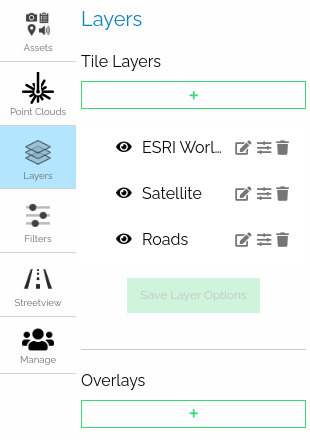 Assets
Point Clouds
Layers
Filters
Streetview
Manage
Layers
Tile Layers
+
ESRI Worl...
Satellite
Roads
Save Layer Options
Overlays
+